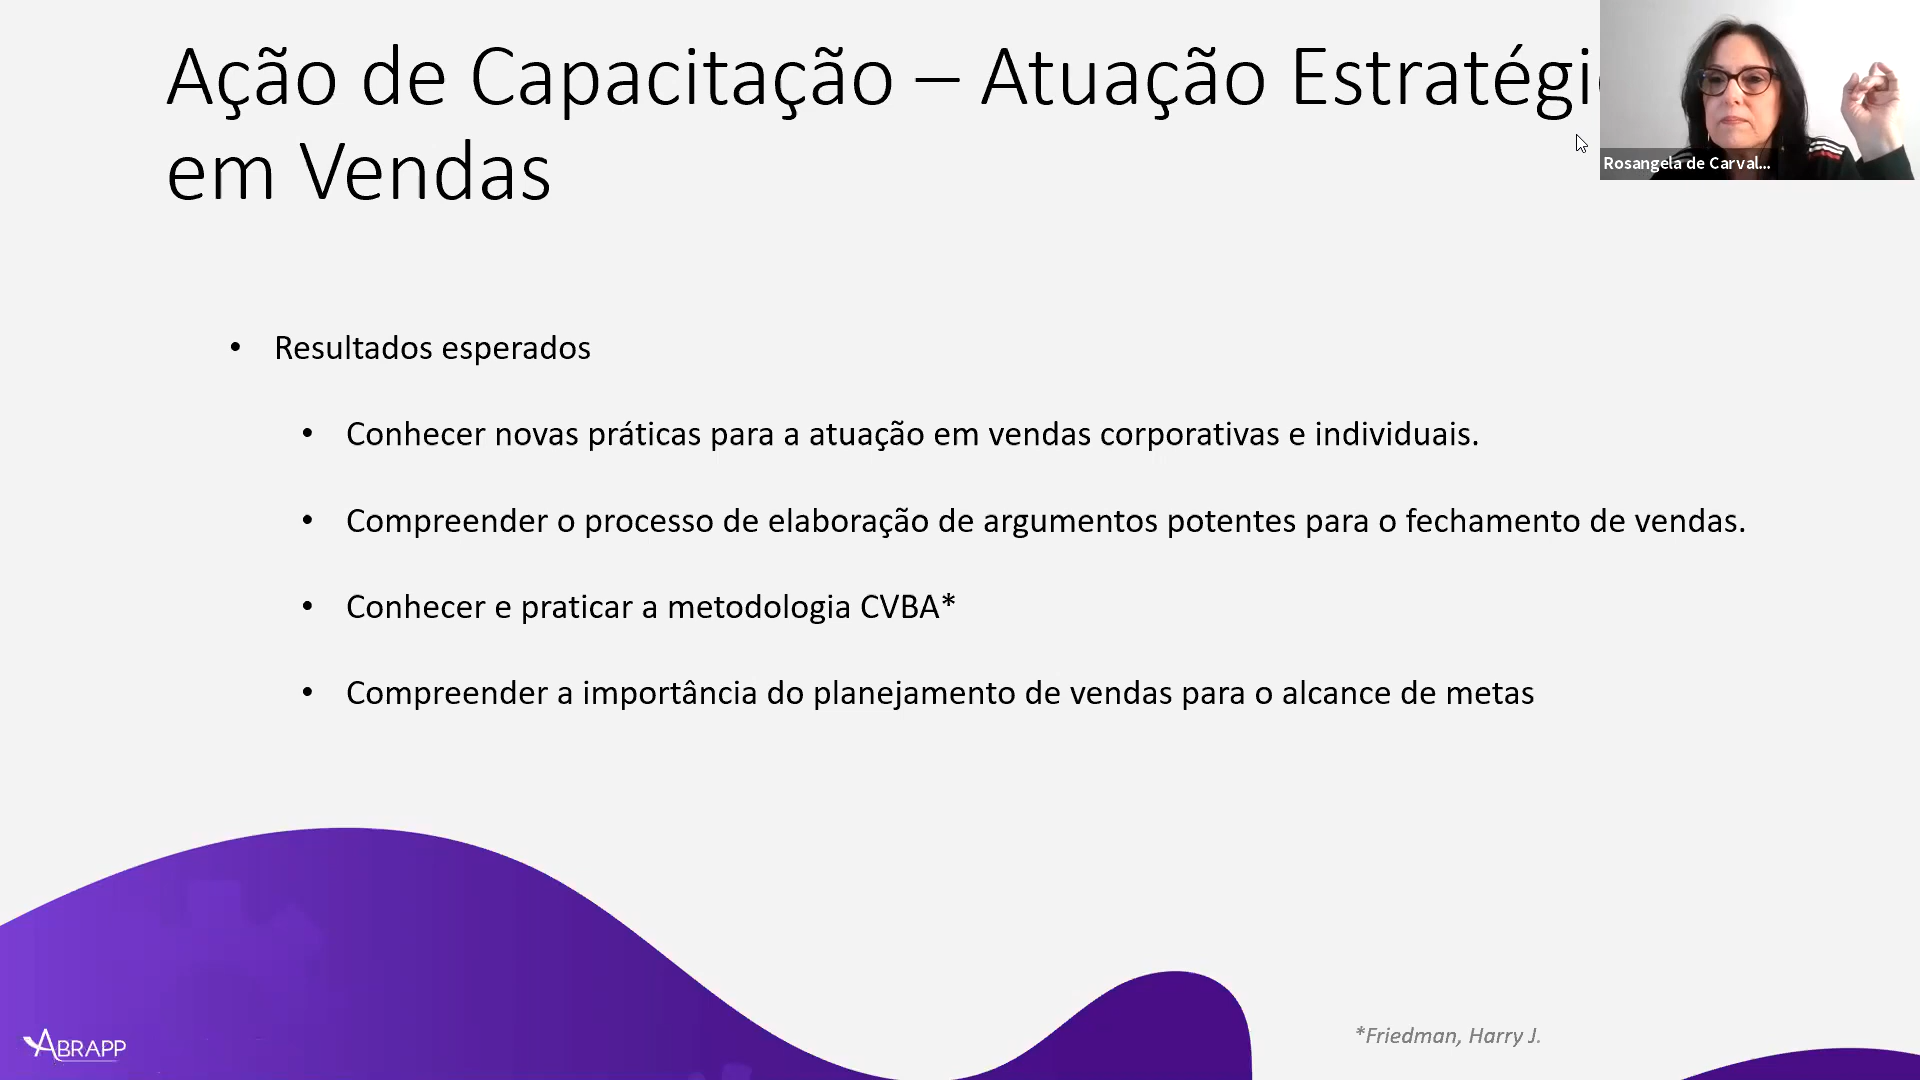 Ação de Capacitação – Atuação
em Vendas
Rosangela de Carval...
• Resultados esperados
• Conhecer novas práticas para a atuação em vendas corporativas e individuais.
• Compreender o processo de elaboração de argumentos potentes para o fechamento de vendas.
• Conhecer e praticar a metodologia CVBA*
• Compreender a importância do planejamento de vendas para o alcance de metas
ABRAPP
*Friedman, Harry J.